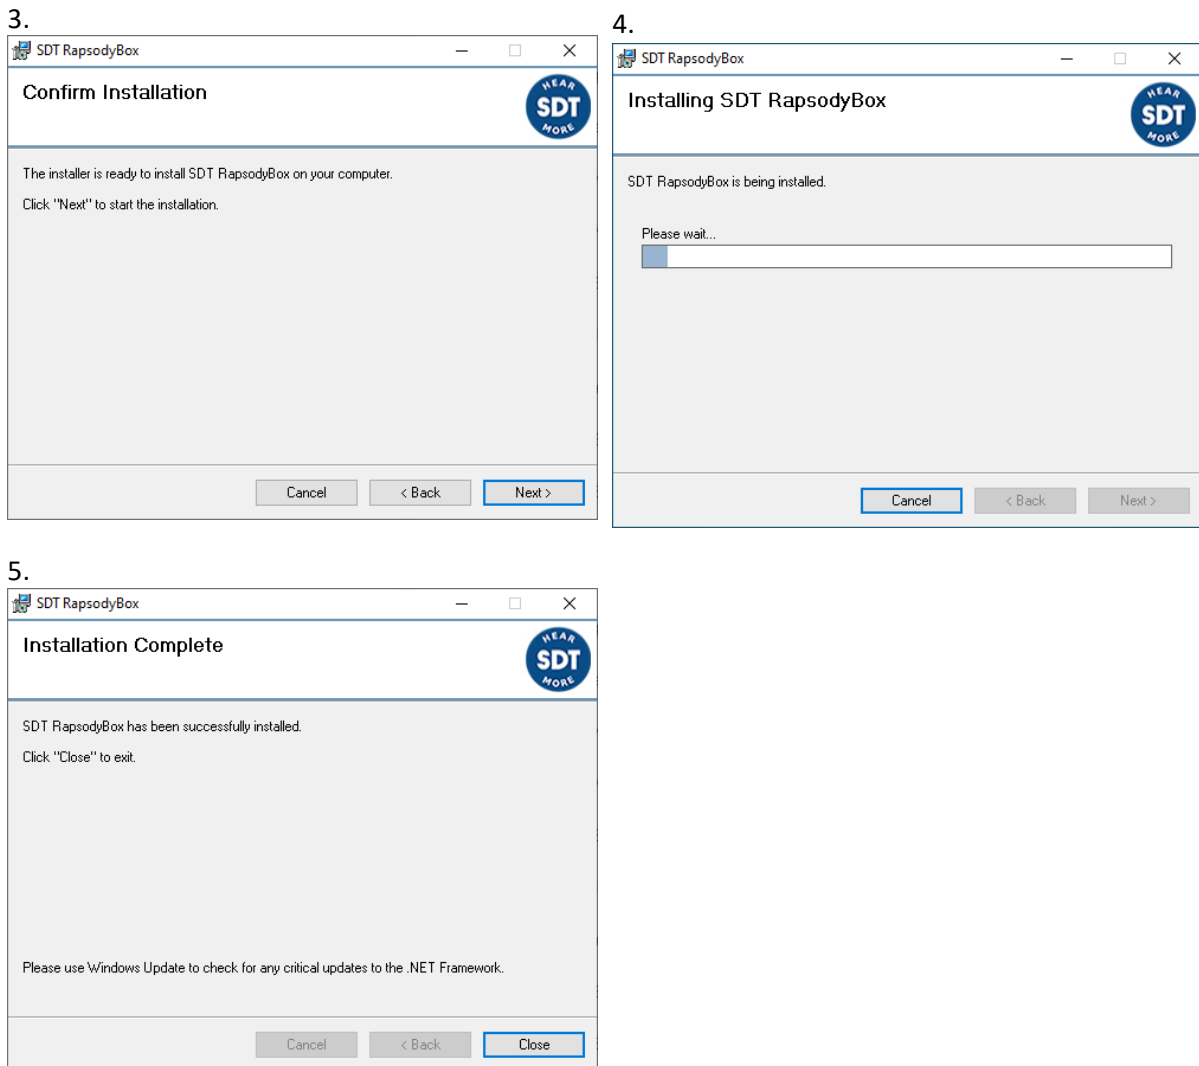 3.
SDT RapsodyBox
Confirm Installation
HEAR
SDT
MORE
The installer is ready to install SDT RapsodyBox on your computer.
Click "Next" to start the installation.
Cancel
< Back
Next >
4.
SDT RapsodyBox
Installing SDT RapsodyBox
HEAR
SDT
MORE
SDT RapsodyBox is being installed.
Please wait...
Cancel
< Back
Next >
5.
SDT RapsodyBox
Installation Complete
HEAR
SDT
MORE
SDT RapsodyBox has been successfully installed.
Click "Close" to exit.
Please use Windows Update to check for any critical updates to the .NET Framework.
Cancel
< Back
Close